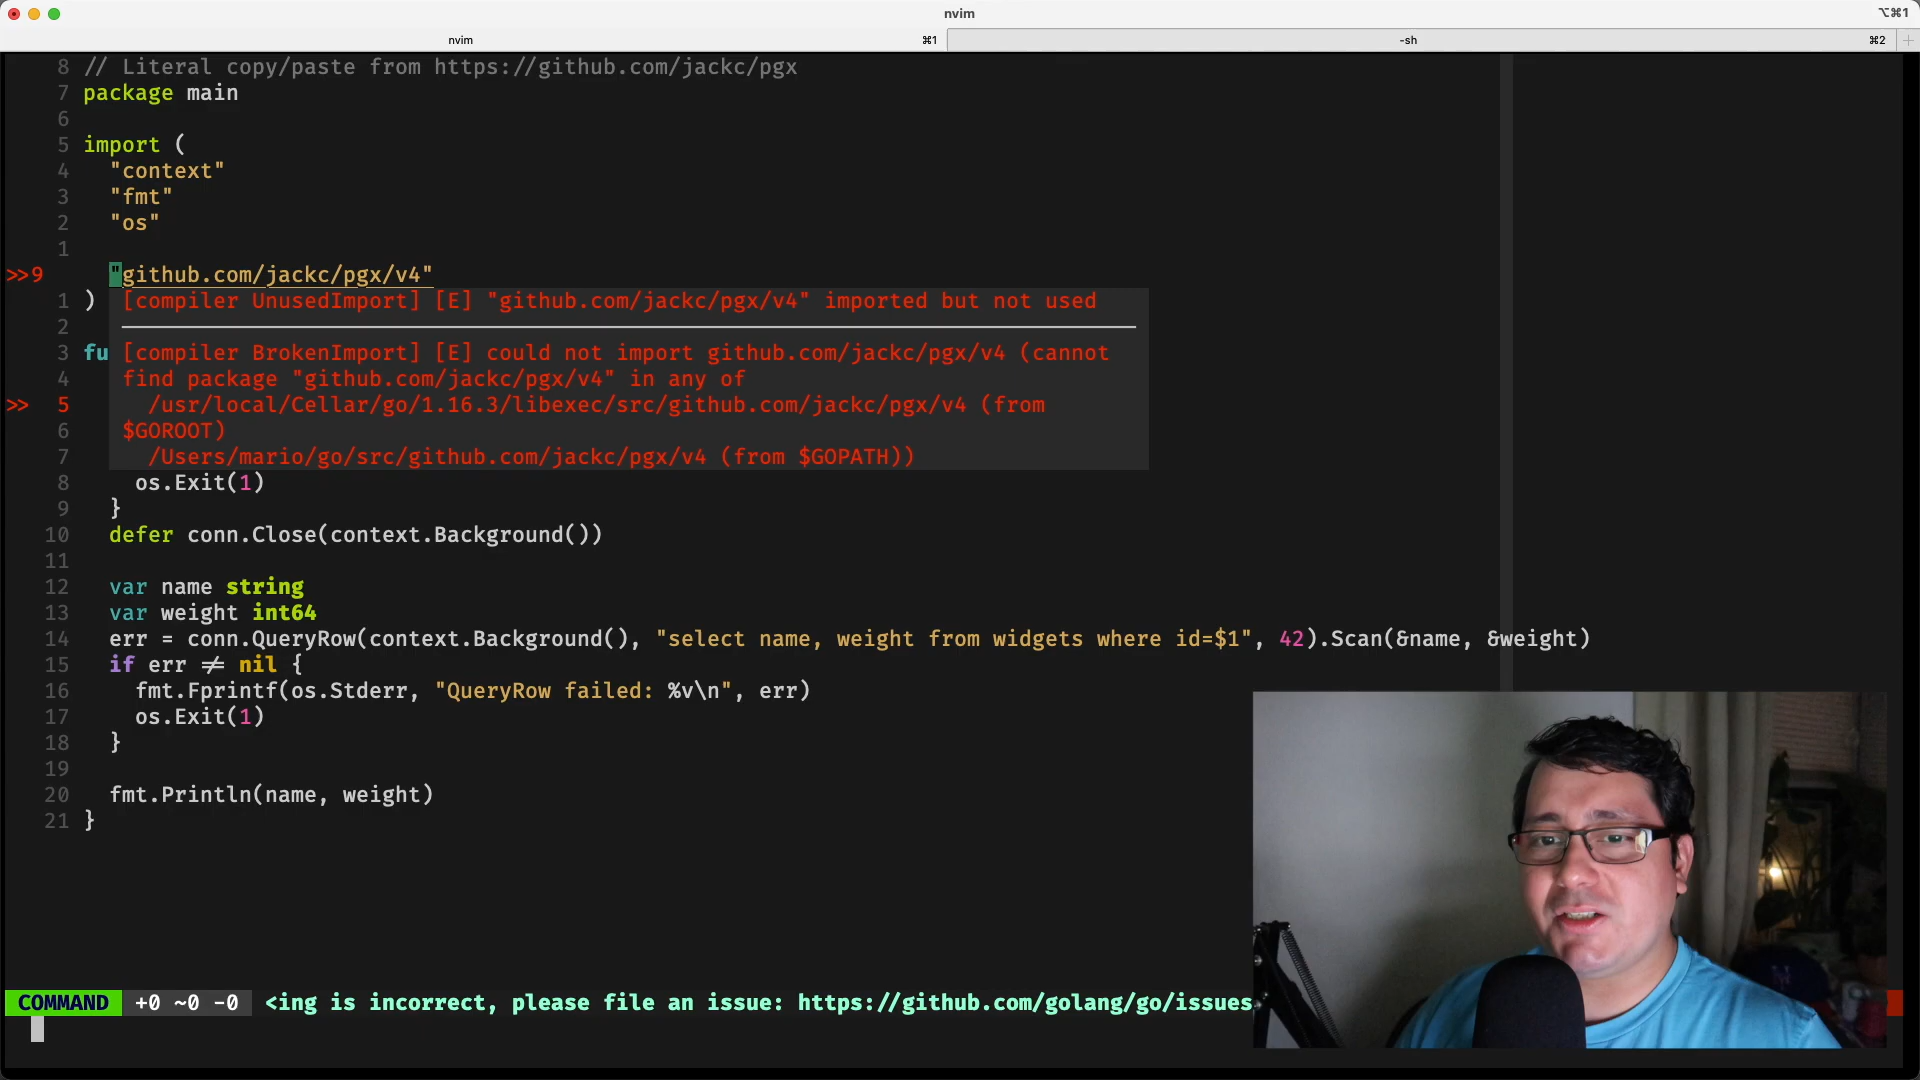 nvim
⌥⌘1
nvim ⌘1 -sh ⌘2 +
8 // Literal copy/paste from https://github.com/jackc/pgx
7 package main
6
5 import (
4 "context"
3 "fmt"
2 "os"
1
>>9 "github.com/jackc/pgx/v4"
1 ) [compiler UnusedImport] [E] "github.com/jackc/pgx/v4" imported but not used
2
3 fu [compiler BrokenImport] [E] could not import github.com/jackc/pgx/v4 (cannot
4 find package "github.com/jackc/pgx/v4" in any of
>> 5 /usr/local/Cellar/go/1.16.3/libexec/src/github.com/jackc/pgx/v4 (from
6 $GOROOT)
7 /Users/mario/go/src/github.com/jackc/pgx/v4 (from $GOPATH))
8 os.Exit(1)
9 }
10 defer conn.Close(context.Background())
11
12 var name string
13 var weight int64
14 err = conn.QueryRow(context.Background(), "select name, weight from widgets where id=$1", 42).Scan(&name, &weight)
15 if err ≠ nil {
16 fmt.Fprintf(os.Stderr, "QueryRow failed: %v\n", err)
17 os.Exit(1)
18 }
19
20 fmt.Println(name, weight)
21 }
COMMAND +0 ~0 -0 <ing is incorrect, please file an issue: https://github.com/golang/go/issues